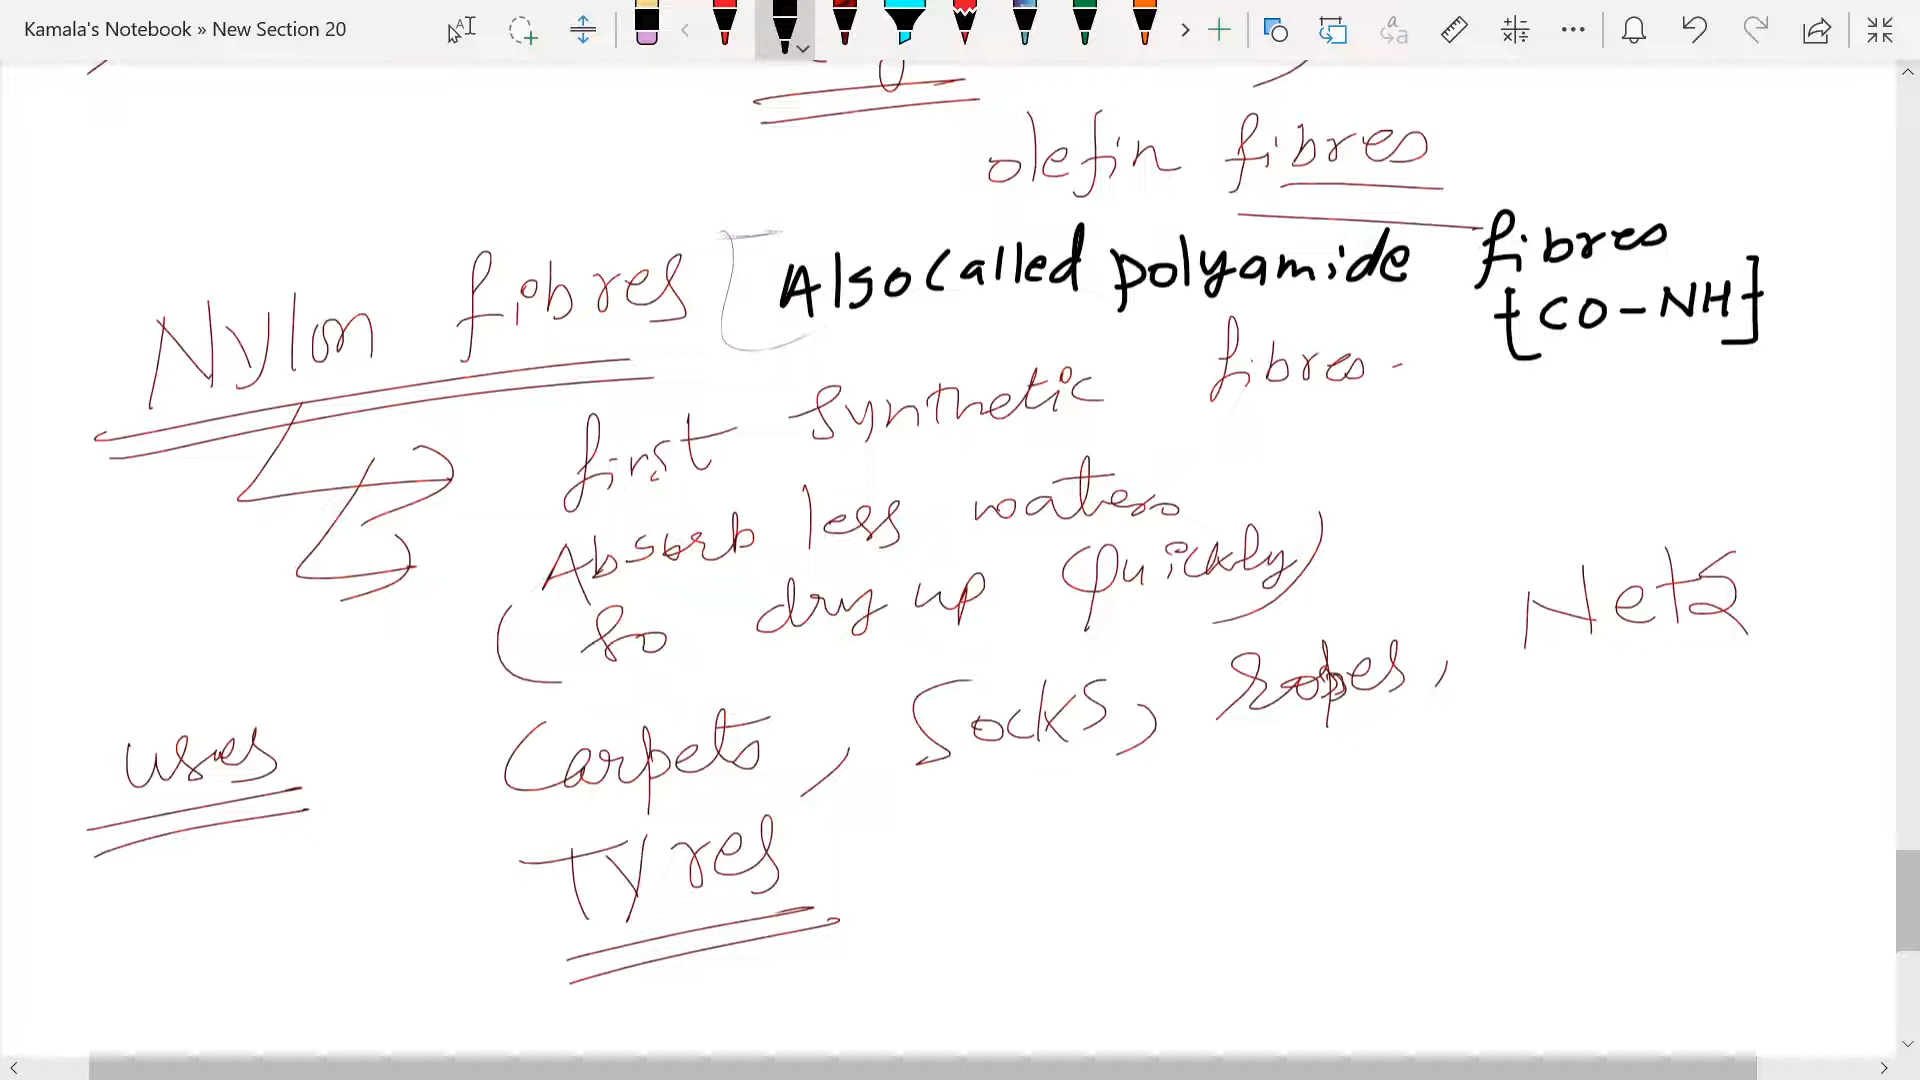 Kamala's Notebook » New Section 20
olefin fibres
Nylon fibres [Also called polyamide fibres
[CO-NH]
first synthetic fibres.
Absorb less water
(so dry up quickly)
uses Carpets, Socks, ropes, Nets
Tyres